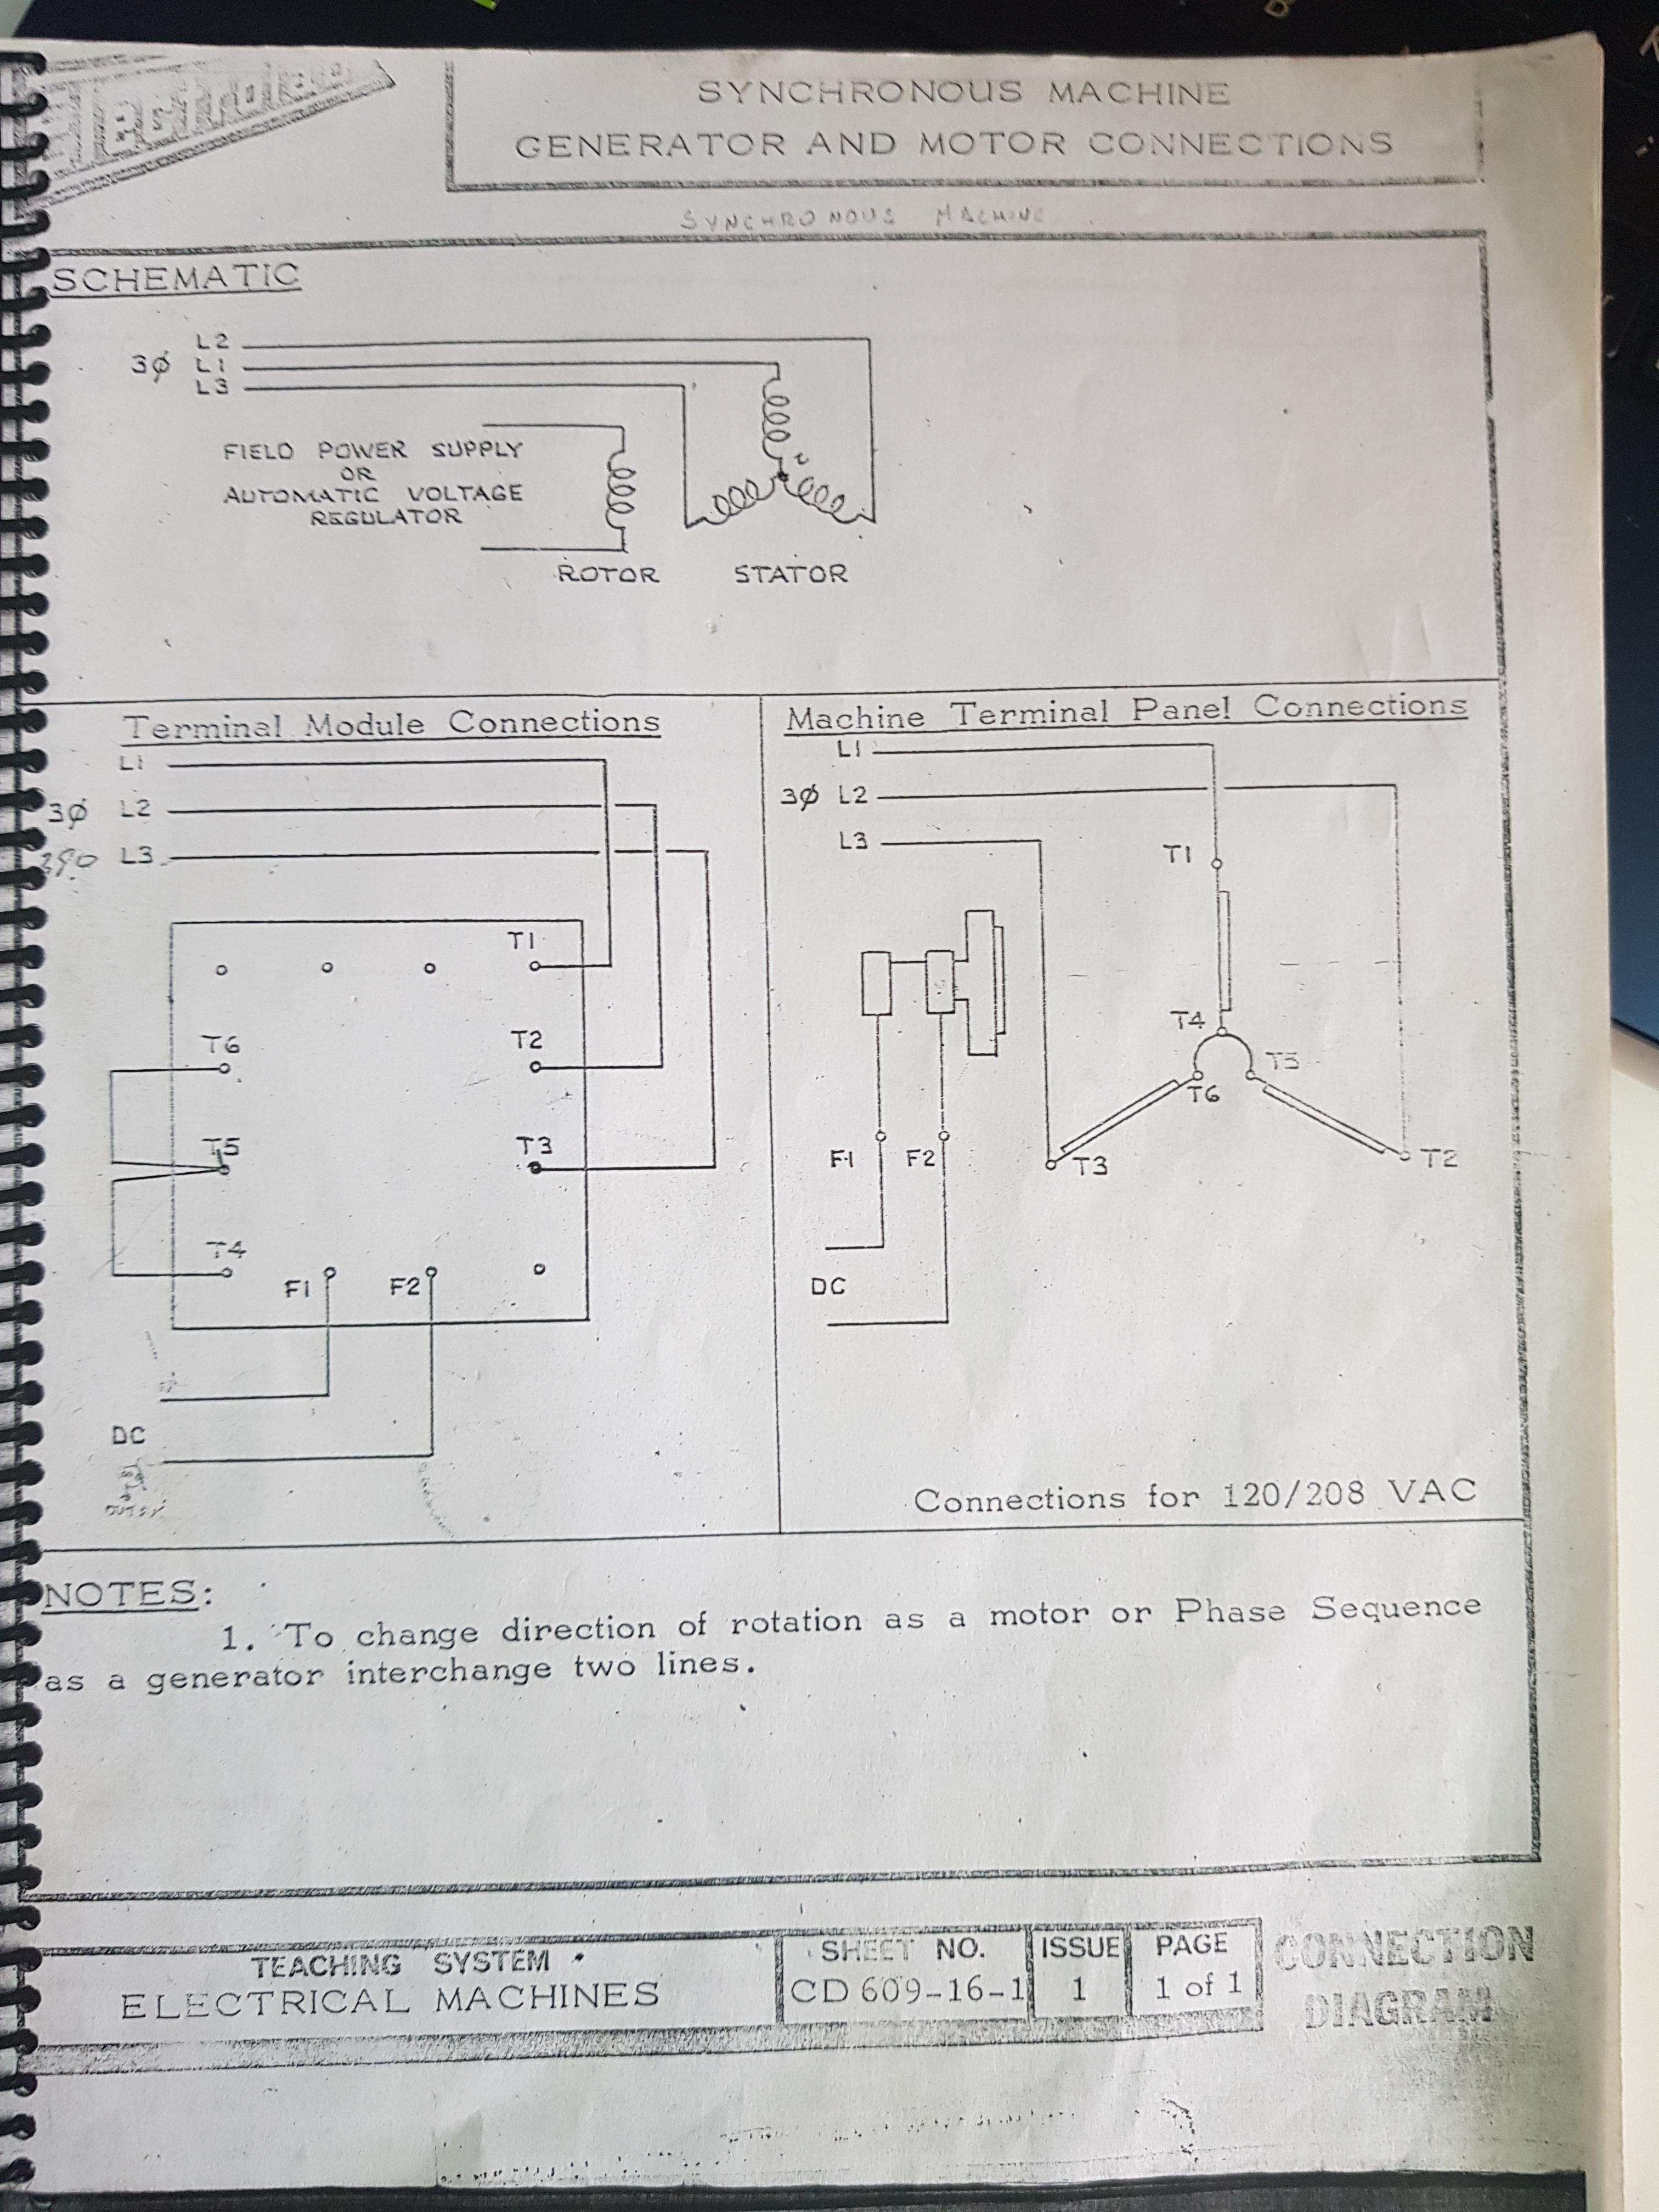 SYNCHRONOUS MACHINE
GENERATOR AND MOTOR CONNECTIONS
SYNCHRONOUS MACHINE
SCHEMATIC
L2
3Ø L1
L3
FIELD POWER SUPPLY
OR
AUTOMATIC VOLTAGE
REGULATOR
ROTOR STATOR
Terminal Module Connections
L1
3Ø L2
L3
T1
T6 T2
T5 T3
T4
F1 F2
DC
Machine Terminal Panel Connections
L1
3Ø L2
L3
T1
T4
T5
T6
F1 F2 T3 T2
DC
Connections for 120/208 VAC
NOTES:
1. To change direction of rotation as a motor or Phase Sequence
as a generator interchange two lines.
TEACHING SYSTEM
ELECTRICAL MACHINES
SHEET NO.
CD 609-16-1
ISSUE
1
PAGE
1 of 1
CONNECTION
DIAGRAM